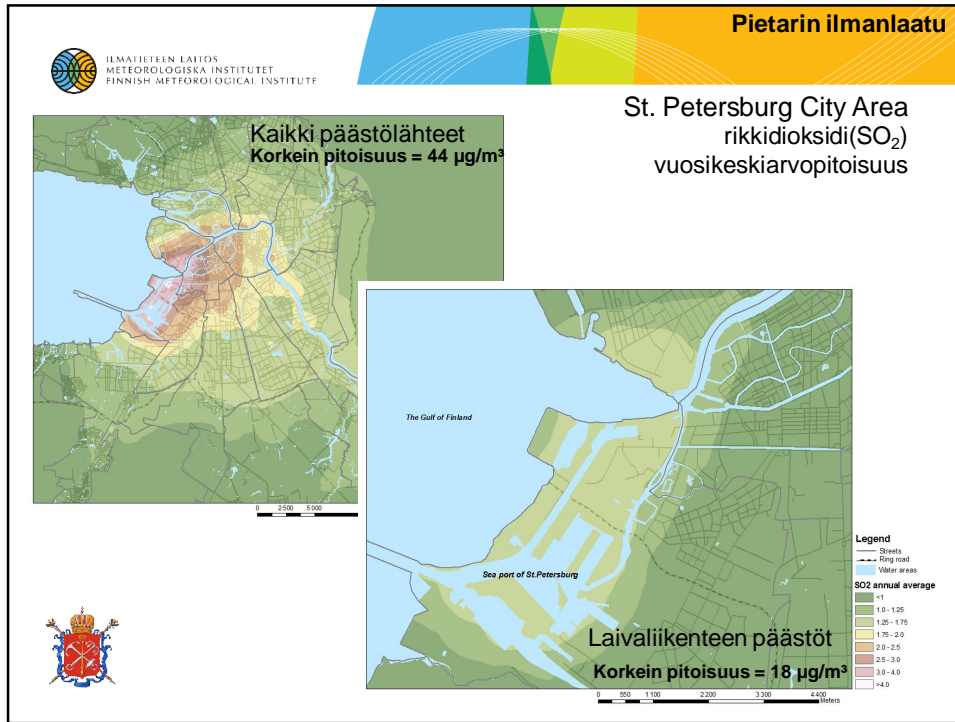 Pietarin ilmanlaatu
ILMATIETEEN LAITOS
METEOROLOGISKA INSTITUTET
FINNISH METEOROLOGICAL INSTITUTE
St. Petersburg City Area
rikkidioksidi(SO₂)
vuosikeskiarvopitoisuus
Kaikki päästölähteet
Korkein pitoisuus = 44 µg/m³
0 2 500 5 000
The Gulf of Finland
Sea port of St.Petersburg
Laivaliikenteen päästöt
Korkein pitoisuus = 18 µg/m³
0 550 1 100 2 200 3 300 4 400
Meters
Legend
Streets
Ring road
Water areas
SO2 annual average
<1
1.0 - 1.25
1.25 - 1.75
1.75 - 2.0
2.0 - 2.5
2.5 - 3.0
3.0 - 4.0
>4.0